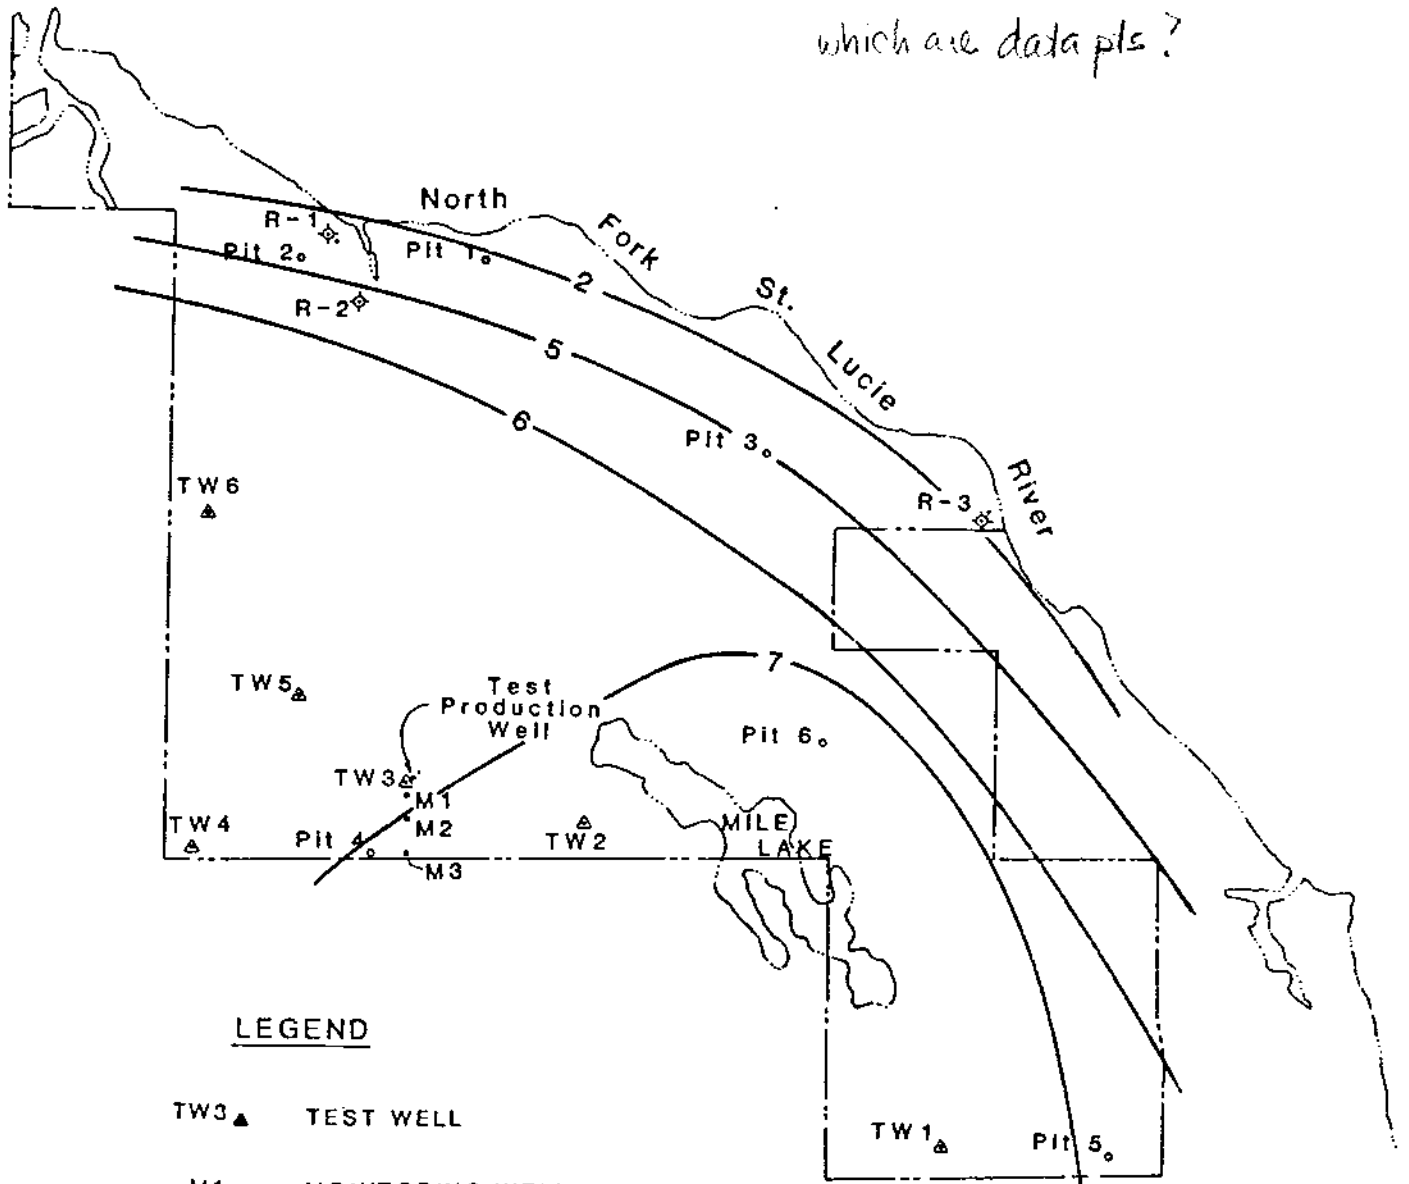 which are data pts?
North
Fork
St.
Lucie
River
R-1
Pit 2
Pit 1
R-2
2
5
6
Pit 3
R-3
TW6
TW5
Test
Production
Well
7
Pit 6
TW3
M1
M2
TW4
Pit 4
M3
TW2
MILE
LAKE
LEGEND
TW3 TEST WELL
TW1
Pit 5
M1